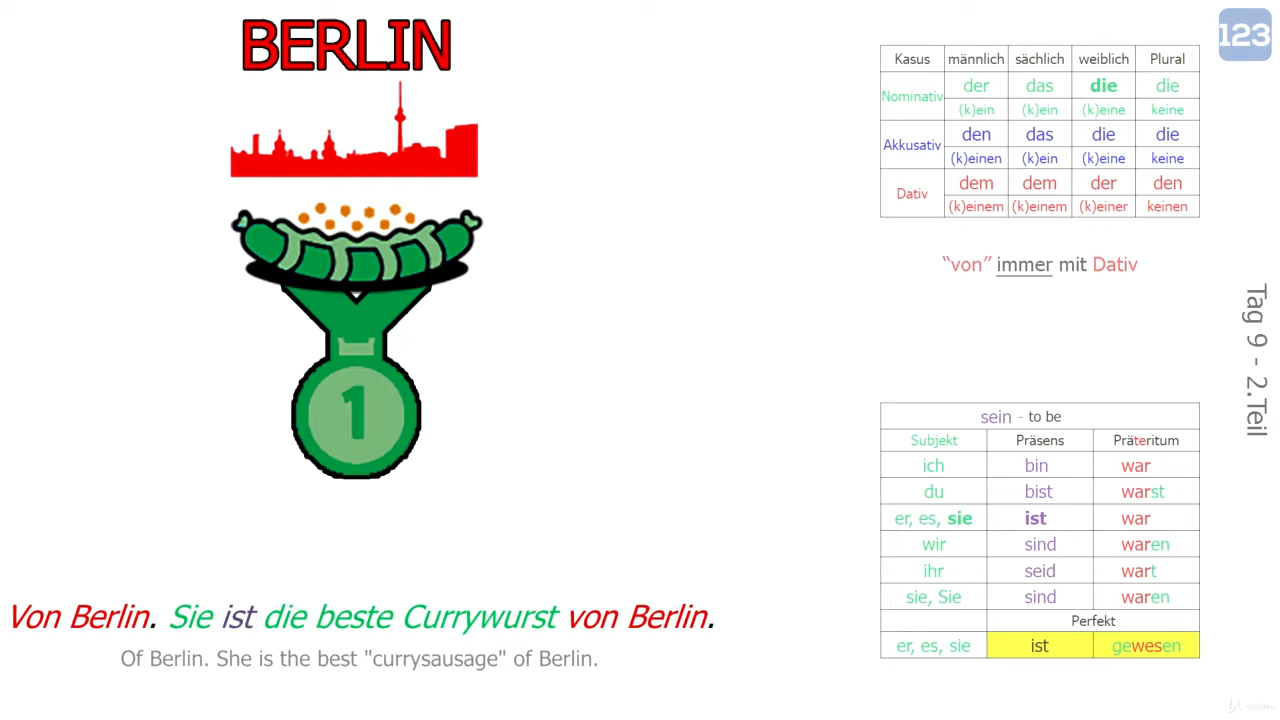 BERLIN
123
Kasus männlich sächlich weiblich Plural
Nominativ der das die die
(k)ein (k)ein (k)eine keine
Akkusativ den das die die
(k)einen (k)ein (k)eine keine
Dativ dem dem der den
(k)einem (k)einem (k)einer keinen
“von” immer mit Dativ
Tag 9 - 2.Teil
1
sein - to be
Subjekt Präsens Präteritum
ich bin war
du bist warst
er, es, sie ist war
wir sind waren
ihr seid wart
sie, Sie sind waren
Perfekt
er, es, sie ist gewesen
Von Berlin. Sie ist die beste Currywurst von Berlin.
Of Berlin. She is the best "currysausage" of Berlin.